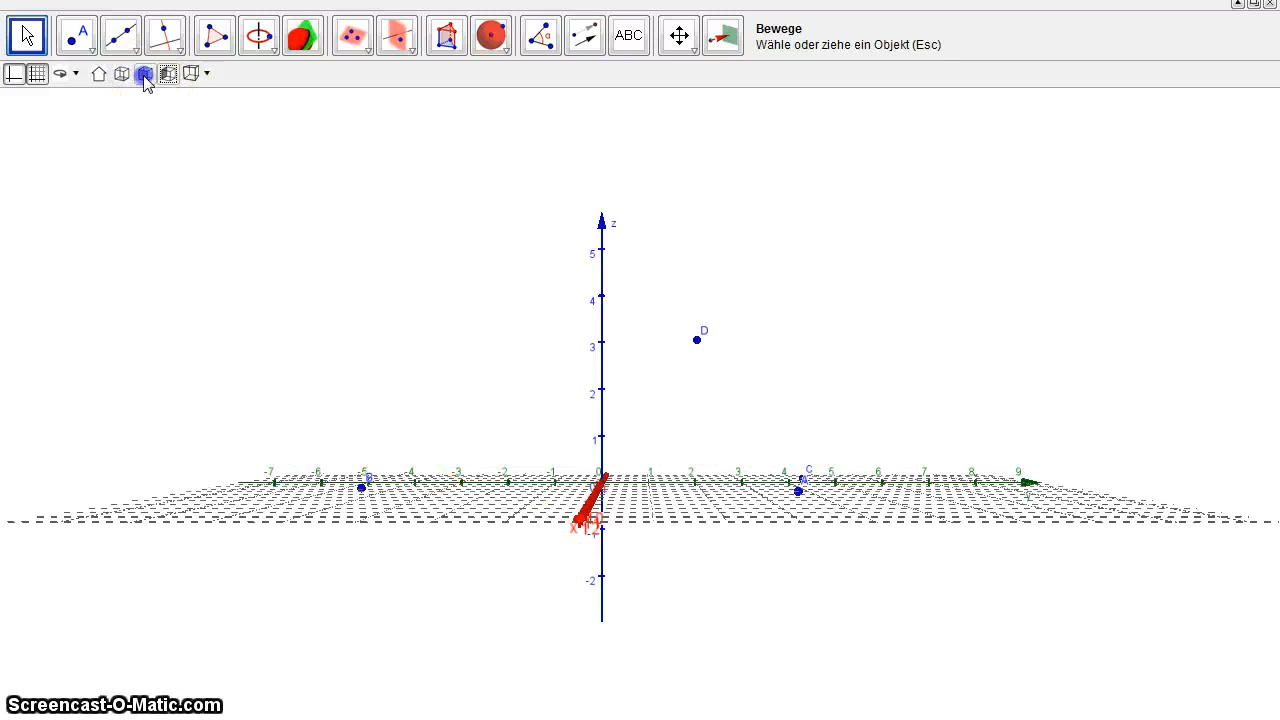 A
α
ABC
Bewege
Wähle oder ziehe ein Objekt (Esc)
z
5
4
3
2
1
D
-7 -6 -5 -4 -3 -2 -1 0 1 2 3 4 5 6 7 8 9
B
C
A
x
-2
Screencast-O-Matic.com